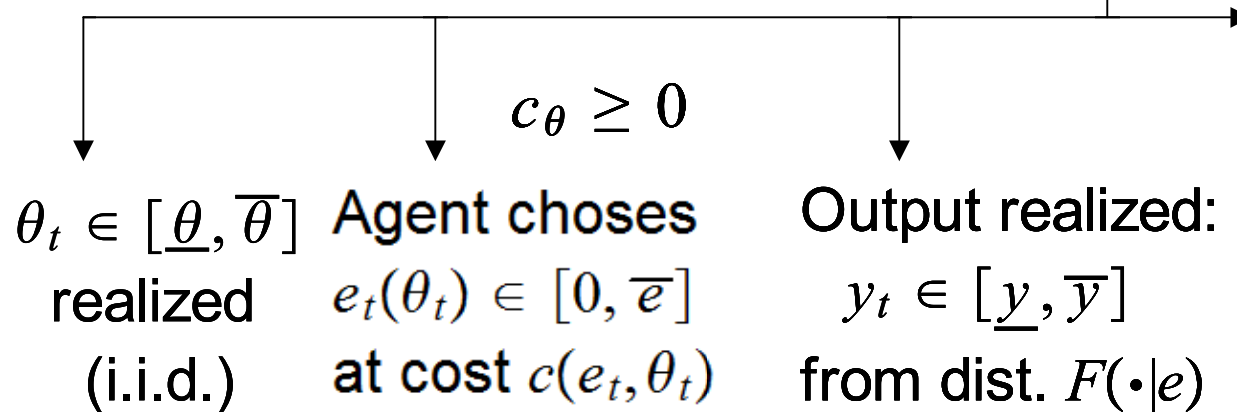 c_θ ≥ 0
θ_t ∈ [θ̲, θ̅]
realized
(i.i.d.)
Agent choses
e_t(θ_t) ∈ [0, e̅]
at cost c(e_t, θ_t)
Output realized:
y_t ∈ [y̲, y̅]
from dist. F(·|e)